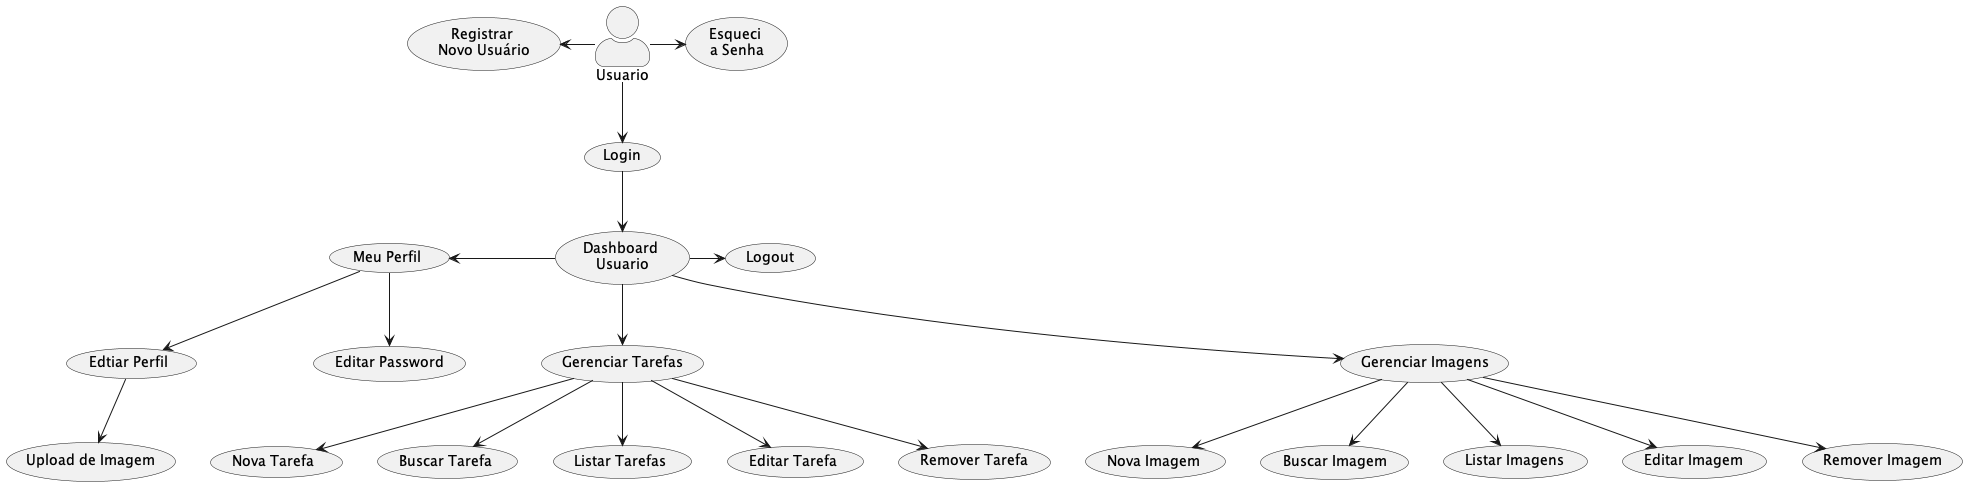 Registrar
Novo Usuário
Usuario
Esqueci
a Senha
Login
Meu Perfil
Dashboard
Usuario
Logout
Edtiar Perfil
Editar Password
Gerenciar Tarefas
Gerenciar Imagens
Upload de Imagem
Nova Tarefa
Buscar Tarefa
Listar Tarefas
Editar Tarefa
Remover Tarefa
Nova Imagem
Buscar Imagem
Listar Imagens
Editar Imagem
Remover Imagem